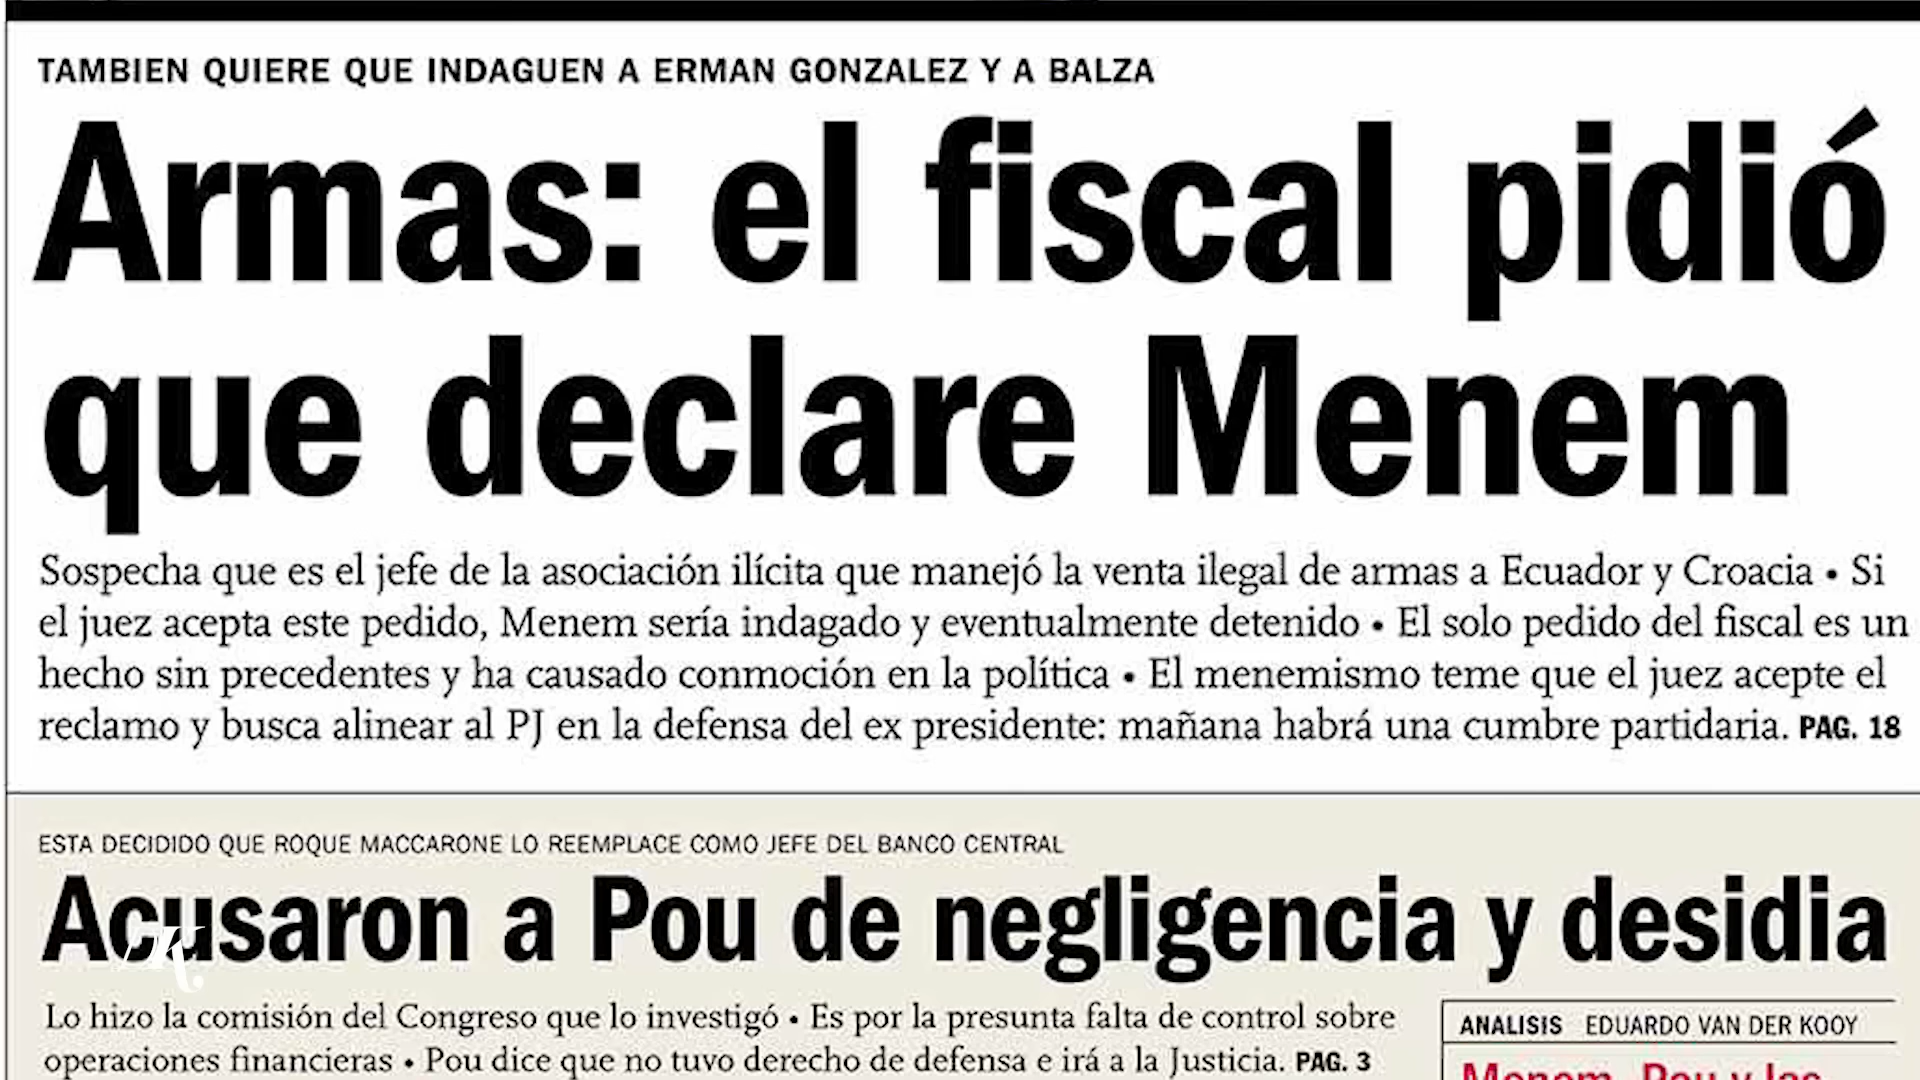 TAMBIEN QUIERE QUE INDAGUEN A ERMAN GONZALEZ Y A BALZA
Armas: el fiscal pidió
que declare Menem
Sospecha que es el jefe de la asociación ilícita que manejó la venta ilegal de armas a Ecuador y Croacia • Si
el juez acepta este pedido, Menem sería indagado y eventualmente detenido • El solo pedido del fiscal es un
hecho sin precedentes y ha causado conmoción en la política • El menemismo teme que el juez acepte el
reclamo y busca alinear al PJ en la defensa del ex presidente: mañana habrá una cumbre partidaria. PAG. 18
ESTA DECIDIDO QUE ROQUE MACCARONE LO REEMPLACE COMO JEFE DEL BANCO CENTRAL
Acusaron a Pou de negligencia y desidia
Lo hizo la comisión del Congreso que lo investigó • Es por la presunta falta de control sobre
operaciones financieras • Pou dice que no tuvo derecho de defensa e irá a la Justicia. PAG. 3
ANALISIS EDUARDO VAN DER KOOY
Menem, Pou y las
K.